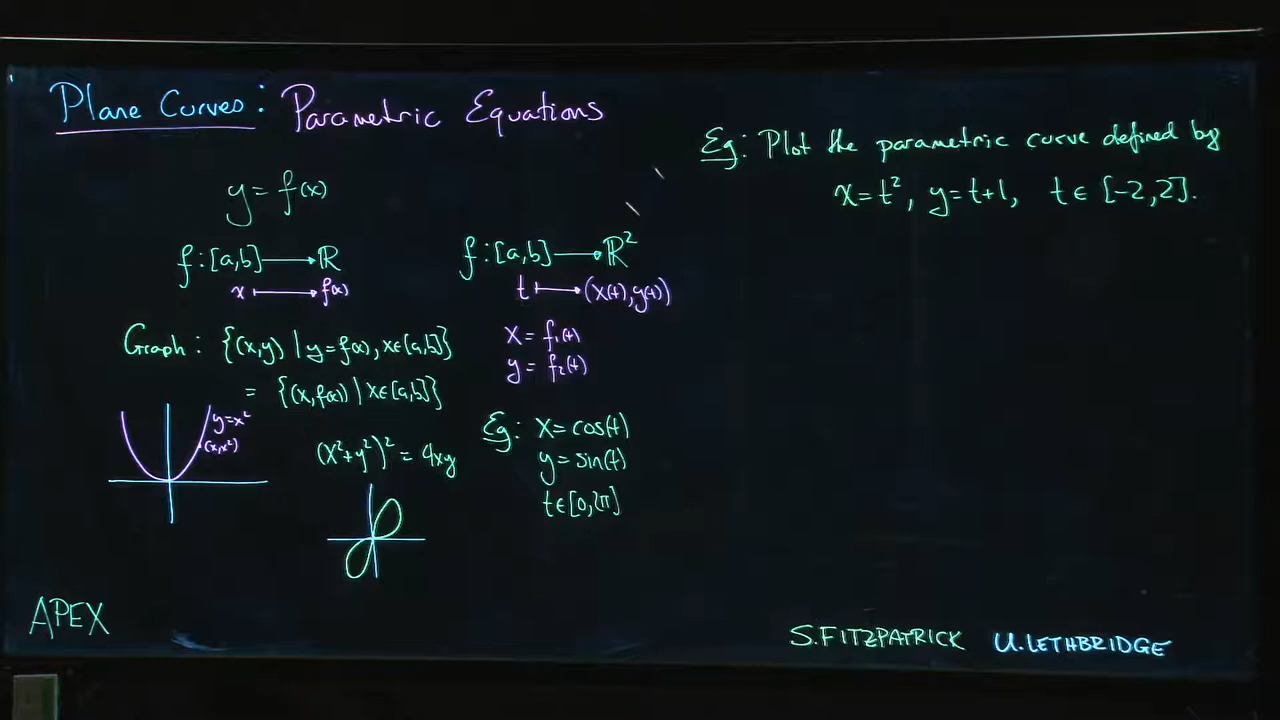 Plane Curves: Parametric Equations
y = f(x)
f: [a,b] ⟶ ℝ
x ⟼ f(x)
Graph: {(x,y) | y=f(x), x∈[a,b]}
= {(x,f(x)) | x∈[a,b]}
y=x²
(x,x²)
(x²+y²)² = 4xy
f: [a,b] ⟶ ℝ²
t ⟼ (x(t), y(t))
x = f₁(t)
y = f₂(t)
Eg: x = cos(t)
y = sin(t)
t∈[0,2π]
Eg: Plot the parametric curve defined by
x=t², y=t+1, t∈[-2,2].
APEX
S.FITZPATRICK U.LETHBRIDGE